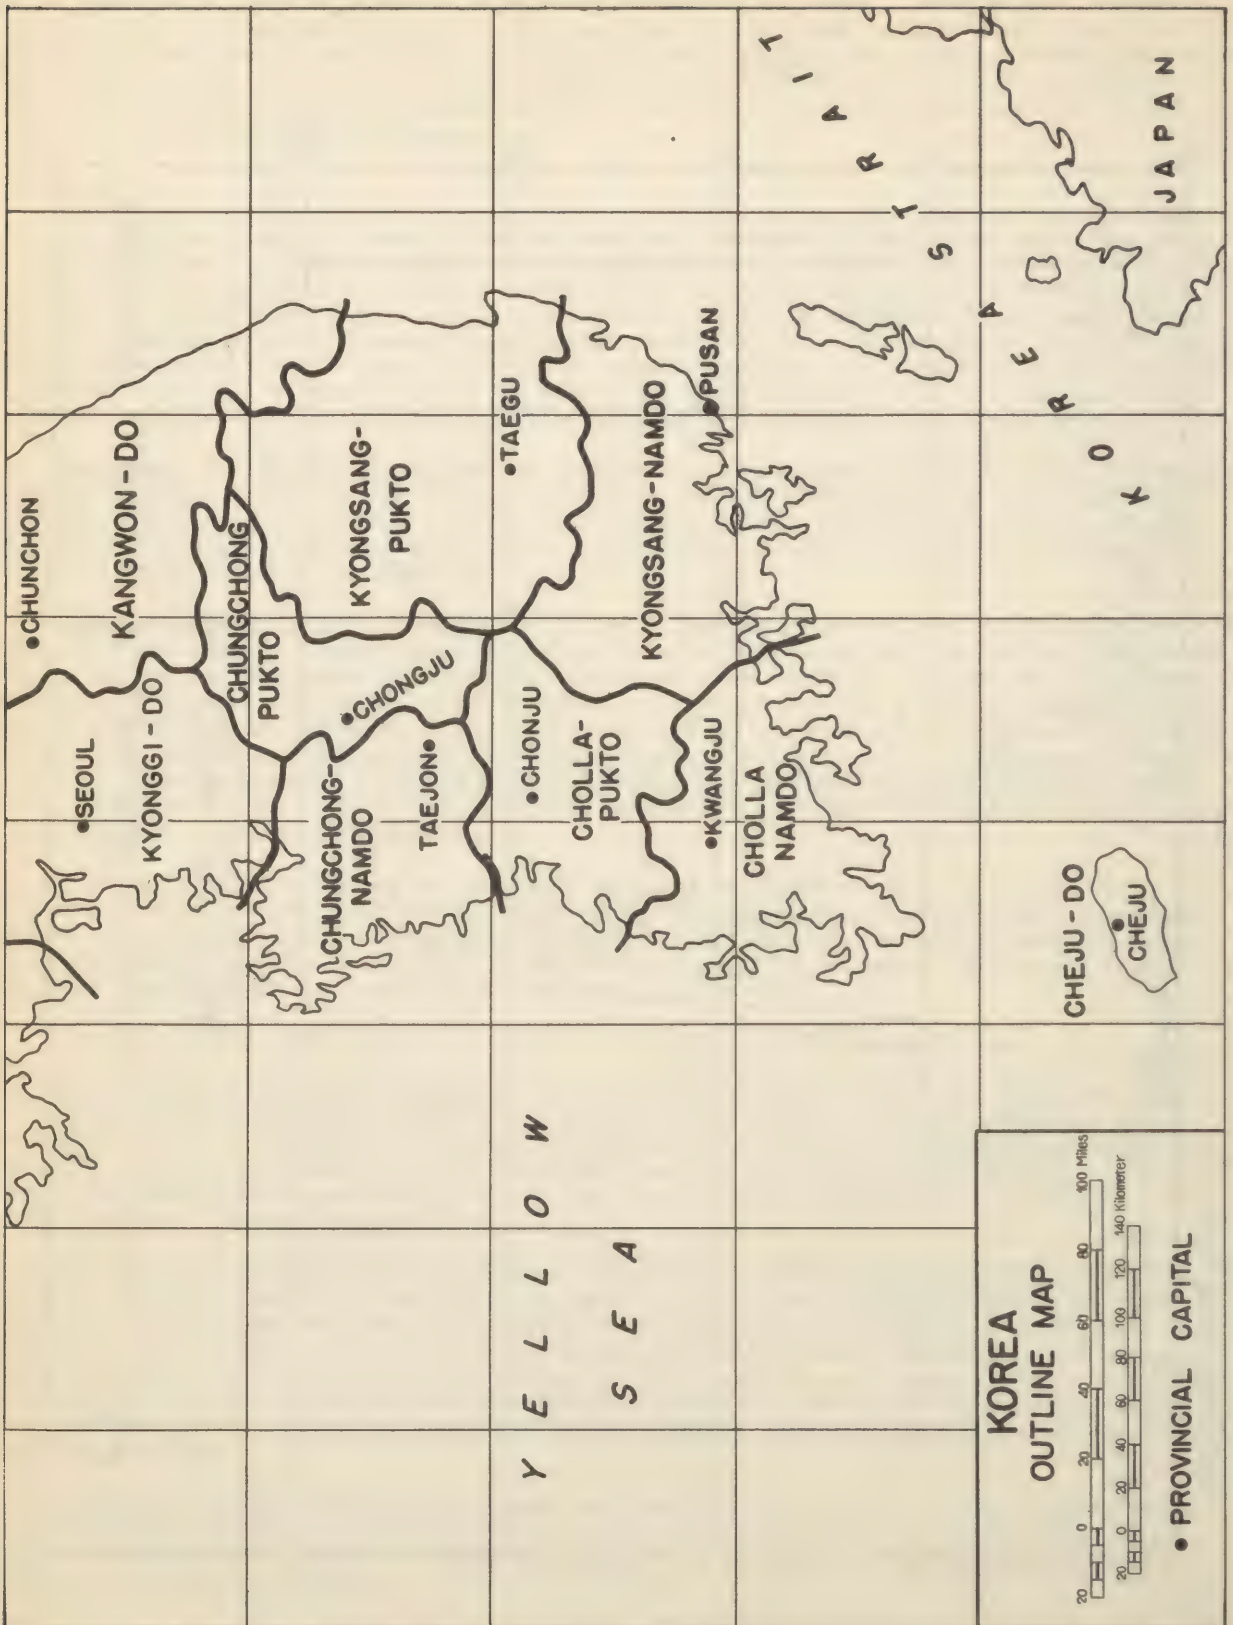 CHUNCHON
SEOUL
KANGWON-DO
KYONGGI-DO
CHUNGCHONG
PUKTO
KYONGSANG-
PUKTO
CHONGJU
CHUNGCHONG-
NAMDO
TAEJON
TAEGU
CHONJU
CHOLLA-
PUKTO
KYONGSANG-NAMDO
PUSAN
KWANGJU
CHOLLA
NAMDO
YELLOW
SEA
KOREA STRAIT
JAPAN
CHEJU-DO
CHEJU
KOREA
OUTLINE MAP
20 0 20 40 60 80 100 Miles
20 0 20 40 60 80 100 120 140 Kilometer
• PROVINCIAL CAPITAL